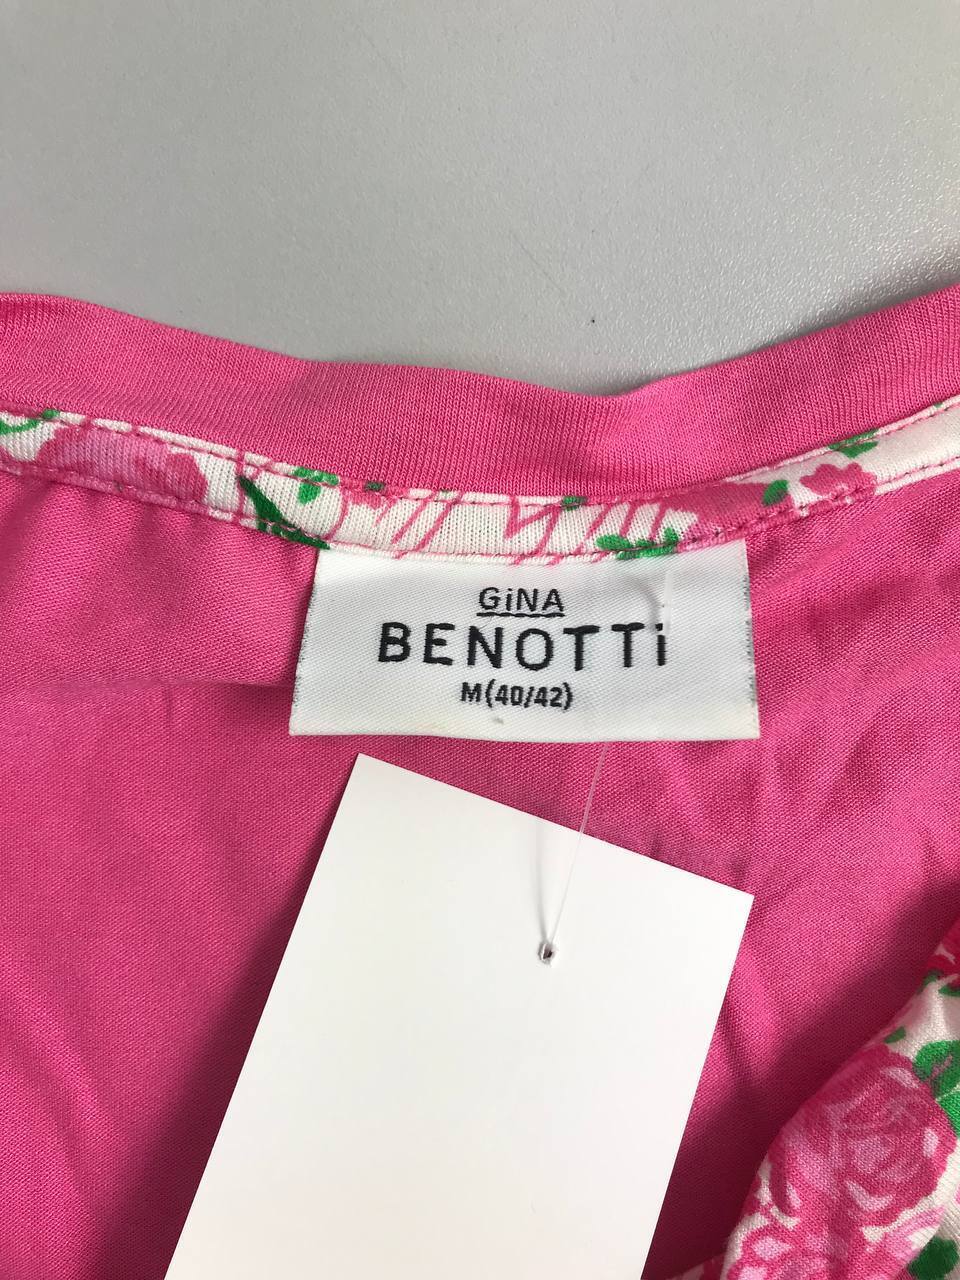 GiNA
BENOTTi
M(40/42)